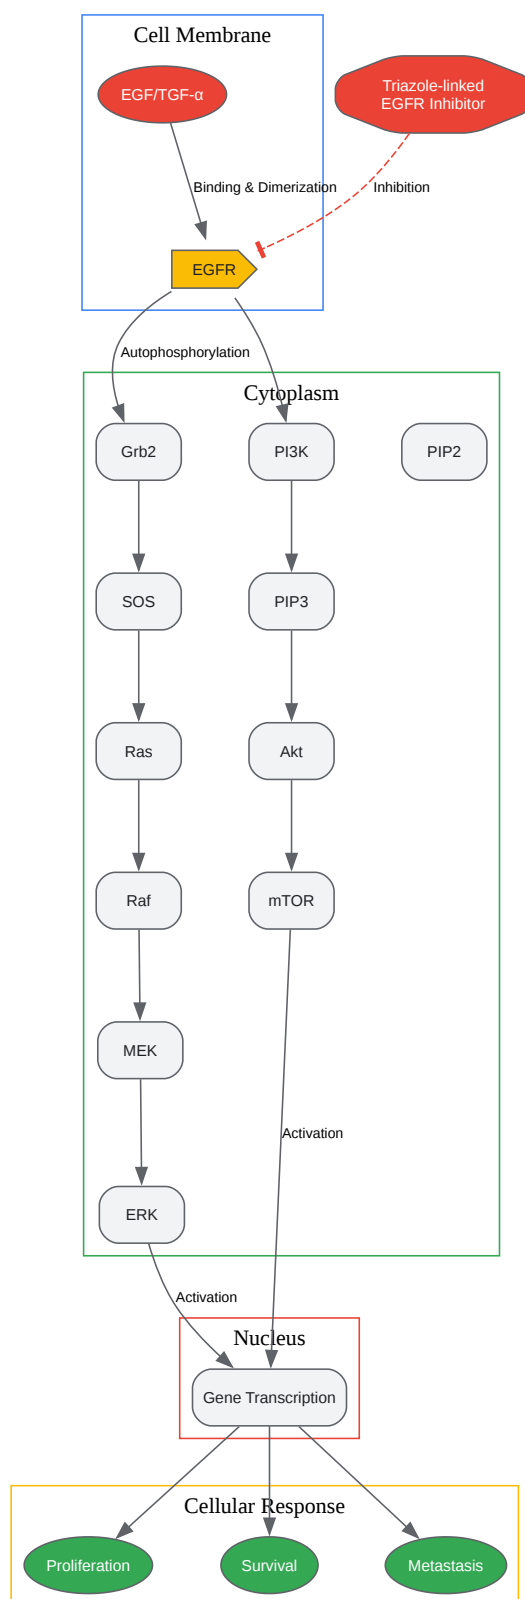 Cell Membrane
EGF/TGF-α
Triazole-linked
EGFR Inhibitor
Binding & Dimerization
Inhibition
EGFR
Autophosphorylation
Cytoplasm
Grb2
PI3K
PIP2
SOS
PIP3
Ras
Akt
Raf
mTOR
MEK
Activation
ERK
Activation
Nucleus
Gene Transcription
Cellular Response
Proliferation
Survival
Metastasis